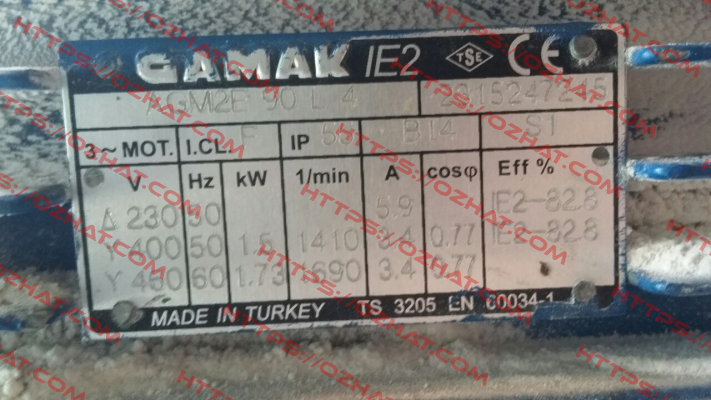 GAMAK IE2 TSE CE
AGM2E 90 L 4
3~ MOT. I.CL. F IP 55 B14 S1
V Hz kW 1/min A cosφ Eff %
Δ 230 50 5.9 IE2-82.8
400 50 1.5 1410 3.4 0.77 IE2-82.8
Y 460 60 1.73 1690 3.4 0.77
MADE IN TURKEY TS 3205 EN 60034-1
HTTPS://OZHAT.COM